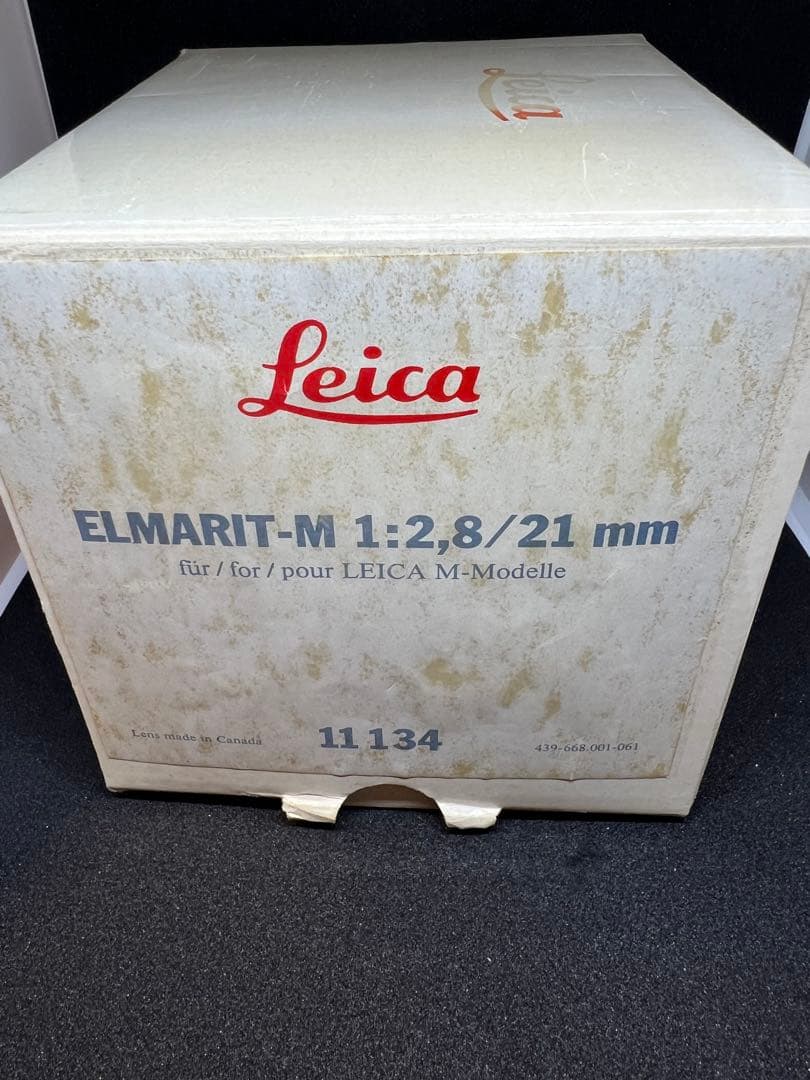 Leica
Leica
ELMARIT-M 1:2,8/21 mm
für / for / pour LEICA M-Modelle
Lens made in Canada
11 134
439-668.001-061